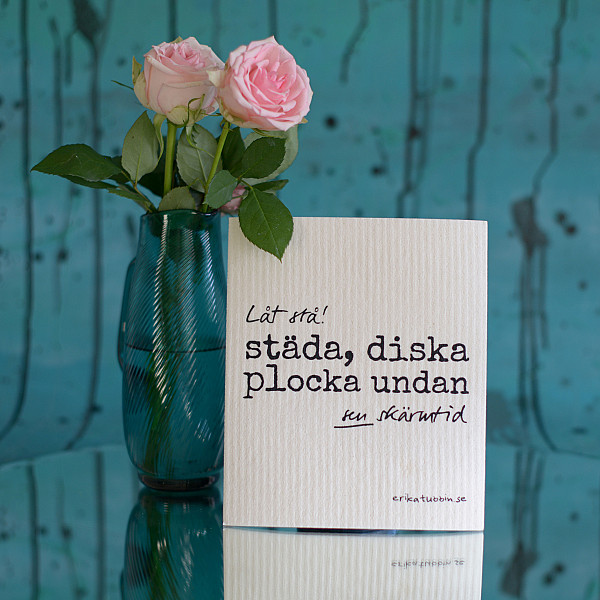 Låt stå!
städa, diska
plocka undan
sen skärmtid
erikatubbin.se